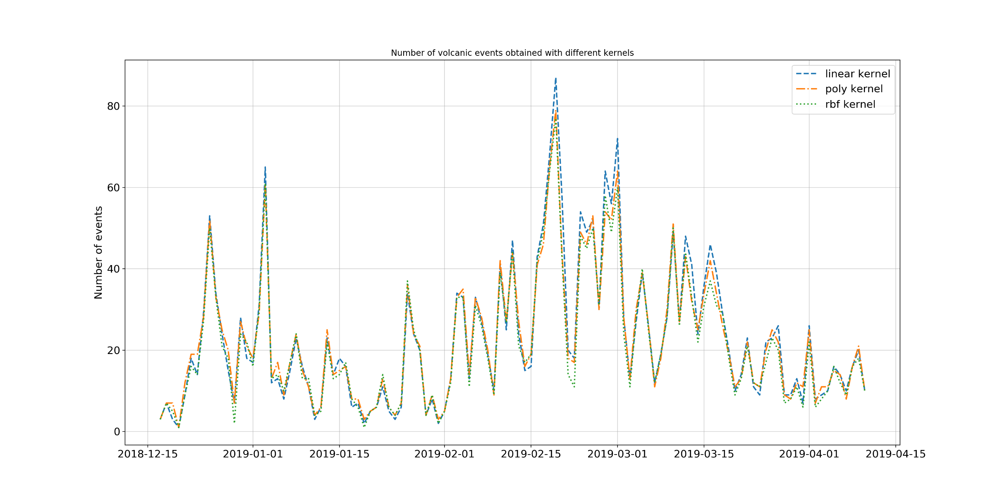 Number of volcanic events obtained with different kernels
linear kernel
poly kernel
rbf kernel
Number of events
80
60
40
20
0
2018-12-15 2019-01-01 2019-01-15 2019-02-01 2019-02-15 2019-03-01 2019-03-15 2019-04-01 2019-04-15